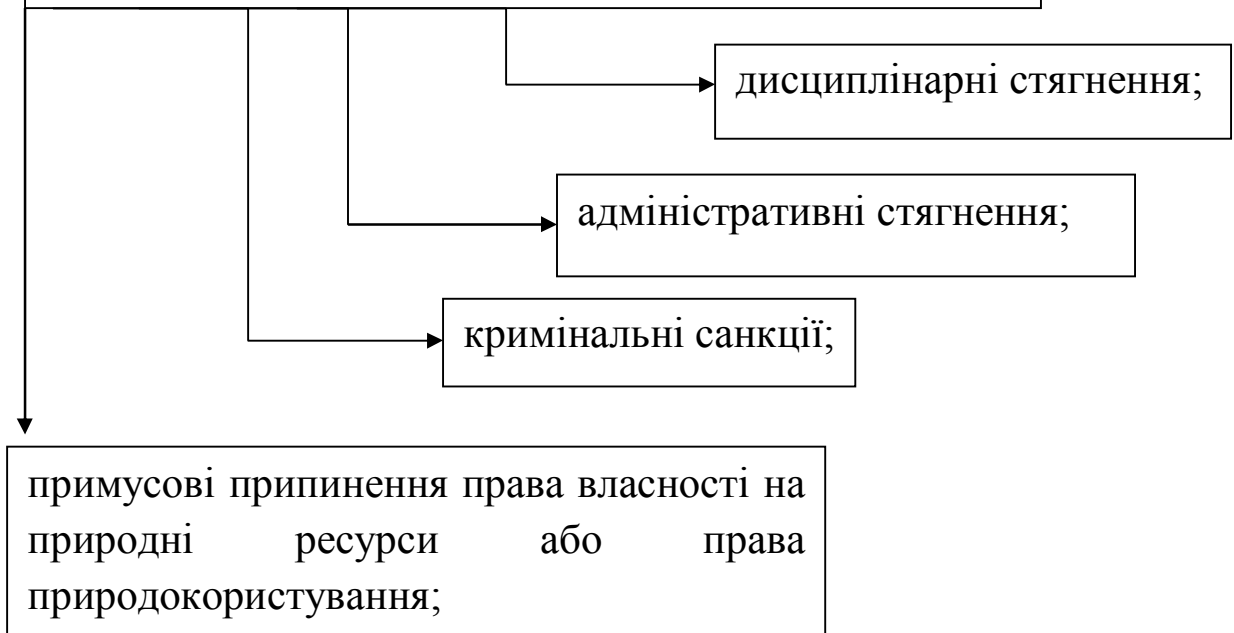 дисциплінарні стягнення;
адміністративні стягнення;
кримінальні санкції;
примусові припинення права власності на
природні ресурси або права
природокористування;